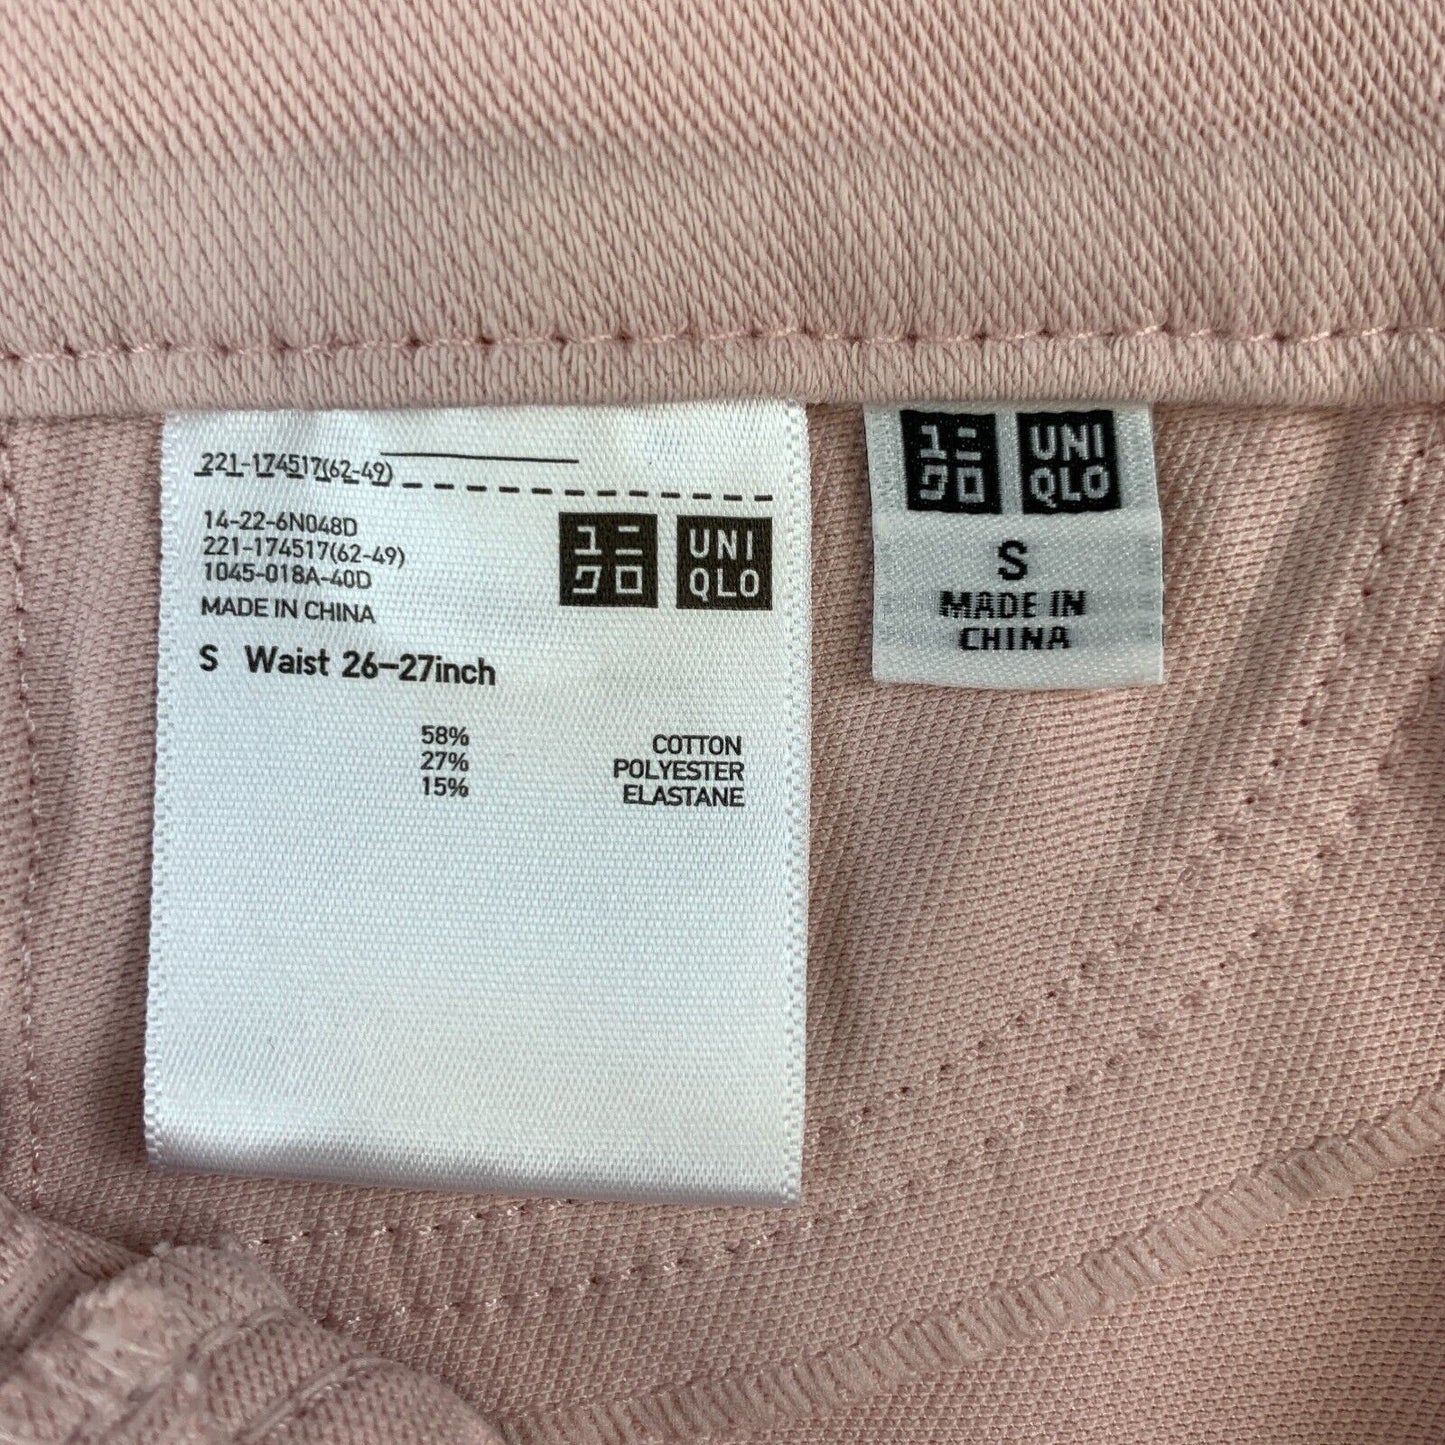 221-174517(62-49)
14-22-6N048D
221-174517(62-49)
1045-018A-40D
MADE IN CHINA
S Waist 26-27inch
ユニ
クロ
UNI
QLO
58% COTTON
27% POLYESTER
15% ELASTANE
ユニ
クロ
UNI
QLO
S
MADE IN
CHINA